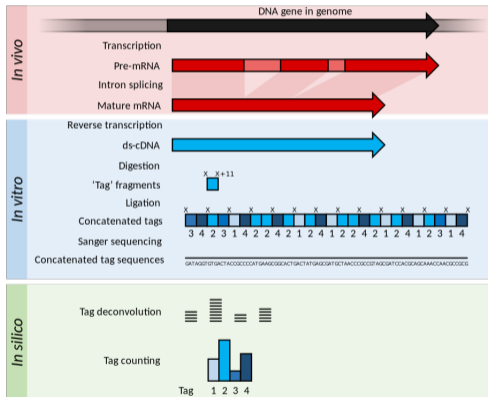 DNA gene in genome
In vivo
Transcription
Pre-mRNA
Intron splicing
Mature mRNA
In vitro
Reverse transcription
ds-cDNA
Digestion
X X+11
'Tag' fragments
Ligation
X X X X X X X X X X X X X X
Concatenated tags
3 4 2 3 1 4 2 2 4 2 1 2 4 1 2 2 4 2 1 4 2 1 2 3 1 4
Sanger sequencing
Concatenated tag sequences
In silico
Tag deconvolution
Tag counting
Tag 1 2 3 4